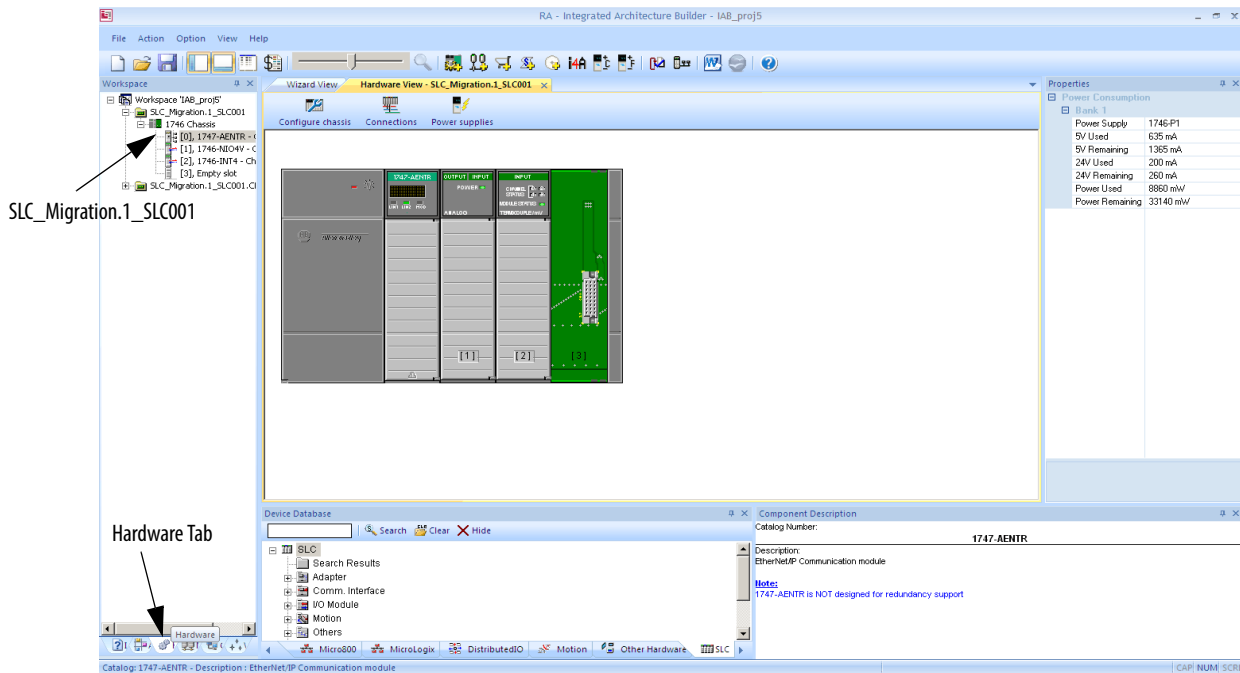 RA - Integrated Architecture Builder - IAB_proj5
File Action Option View Help
Workspace
Workspace 'IAB_proj5'
SLC_Migration.1_SLC001
1746 Chassis
[0], 1747-AENTR - C
[1], 1746-NIO4V - C
[2], 1746-INT4 - Ch
[3], Empty slot
SLC_Migration.1_SLC001.Cl
SLC_Migration.1_SLC001
Hardware Tab
Hardware
Wizard View
Hardware View - SLC_Migration.1_SLC001
Configure chassis Connections Power supplies
1747-AENTR
OUTPUT INPUT
POWER
ANALOG
INPUT
CHANNEL STATUS
MODULE STATUS
[1]
[2]
[3]
Properties
Power Consumption
Bank 1
Power Supply 1746-P1
5V Used 635 mA
5V Remaining 1365 mA
24V Used 200 mA
24V Remaining 260 mA
Power Used 8860 mW
Power Remaining 33140 mW
Device Database
Search Clear Hide
SLC
Search Results
Adapter
Comm. Interface
I/O Module
Motion
Others
Micro800 MicroLogix DistributedIO Motion Other Hardware SLC
Component Description
Catalog Number:
1747-AENTR
Description:
EtherNet/IP Communication module
Note:
1747-AENTR is NOT designed for redundancy support
Catalog: 1747-AENTR - Description : EtherNet/IP Communication module
CAP NUM SCRL